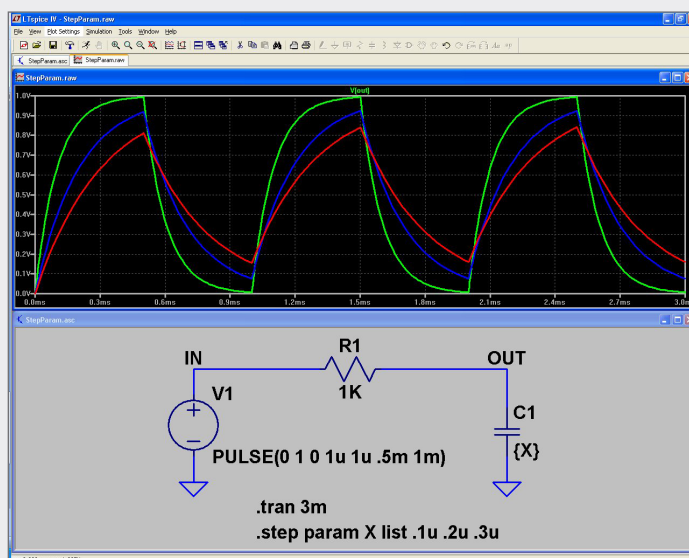 LTspice IV - StepParam.raw
File View Plot Settings Simulation Tools Window Help
StepParam.asc StepParam.raw
StepParam.raw
V(out)
1.0V
0.9V
0.8V
0.7V
0.6V
0.5V
0.4V
0.3V
0.2V
0.1V
0.0V
0.0ms 0.3ms 0.6ms 0.9ms 1.2ms 1.5ms 1.8ms 2.1ms 2.4ms 2.7ms 3.0m
StepParam.asc
IN R1 OUT
V1 1K C1
{X}
PULSE(0 1 0 1u 1u .5m 1m)
.tran 3m
.step param X list .1u .2u .3u